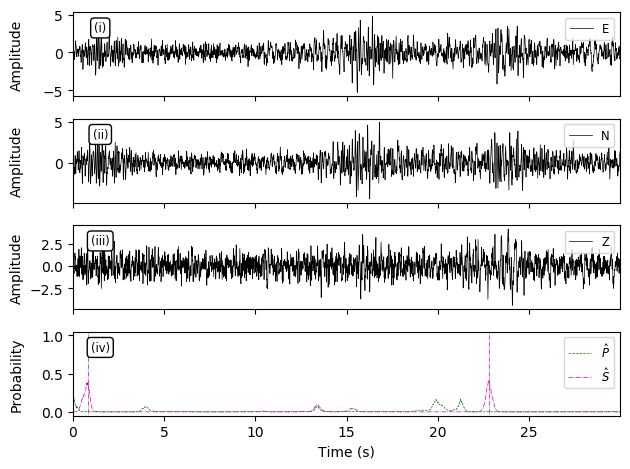 5
0
−5
Amplitude
(i)
E
5
0
Amplitude
(ii)
N
2.5
0.0
−2.5
Amplitude
(iii)
Z
1.0
0.5
0.0
Probability
(iv)
P̂
Ŝ
0 5 10 15 20 25
Time (s)